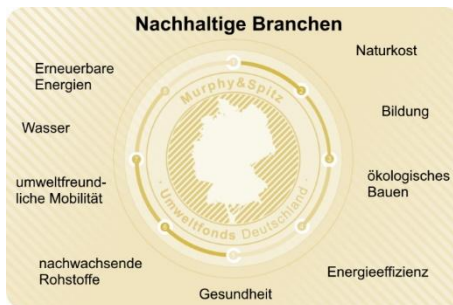 Nachhaltige Branchen
Naturkost
Erneuerbare
Energien
Murphy&Spitz
Bildung
Wasser
ökologisches
Bauen
umweltfreund-
liche Mobilität
· Umweltfonds Deutschland ·
nachwachsende
Rohstoffe
Energieeffizienz
Gesundheit